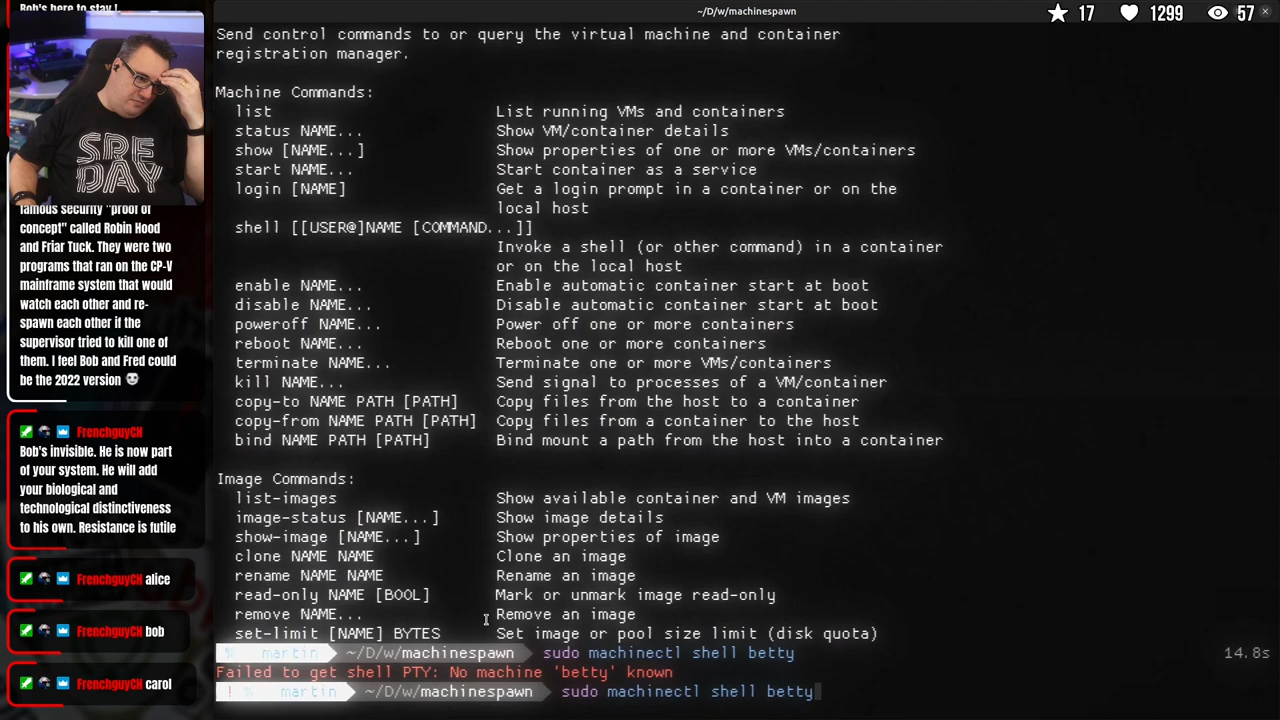 Bob's here to stay !
~/D/w/machinespawn
17
1299
57
SRE
DAY
famous security "proof of
concept" called Robin Hood
and Friar Tuck. They were two
programs that ran on the CP-V
mainframe system that would
watch each other and re-
spawn each other if the
supervisor tried to kill one of
them. I feel Bob and Fred could
be the 2022 version
FrenchguyCH
Bob's invisible. He is now part
of your system. He will add
your biological and
technological distinctiveness
to his own. Resistance is futile
FrenchguyCH alice
FrenchguyCH bob
FrenchguyCH carol
Send control commands to or query the virtual machine and container
registration manager.
Machine Commands:
list List running VMs and containers
status NAME... Show VM/container details
show [NAME...] Show properties of one or more VMs/containers
start NAME... Start container as a service
login [NAME] Get a login prompt in a container or on the
local host
shell [[USER@]NAME [COMMAND...]]
Invoke a shell (or other command) in a container
or on the local host
enable NAME... Enable automatic container start at boot
disable NAME... Disable automatic container start at boot
poweroff NAME... Power off one or more containers
reboot NAME... Reboot one or more containers
terminate NAME... Terminate one or more VMs/containers
kill NAME... Send signal to processes of a VM/container
copy-to NAME PATH [PATH] Copy files from the host to a container
copy-from NAME PATH [PATH] Copy files from a container to the host
bind NAME PATH [PATH] Bind mount a path from the host into a container
Image Commands:
list-images Show available container and VM images
image-status [NAME...] Show image details
show-image [NAME...] Show properties of image
clone NAME NAME Clone an image
rename NAME NAME Rename an image
read-only NAME [BOOL] Mark or unmark image read-only
remove NAME... Remove an image
set-limit [NAME] BYTES Set image or pool size limit (disk quota)
% martin ~/D/w/machinespawn sudo machinectl shell betty 14.8s
Failed to get shell PTY: No machine 'betty' known
! % martin ~/D/w/machinespawn sudo machinectl shell betty